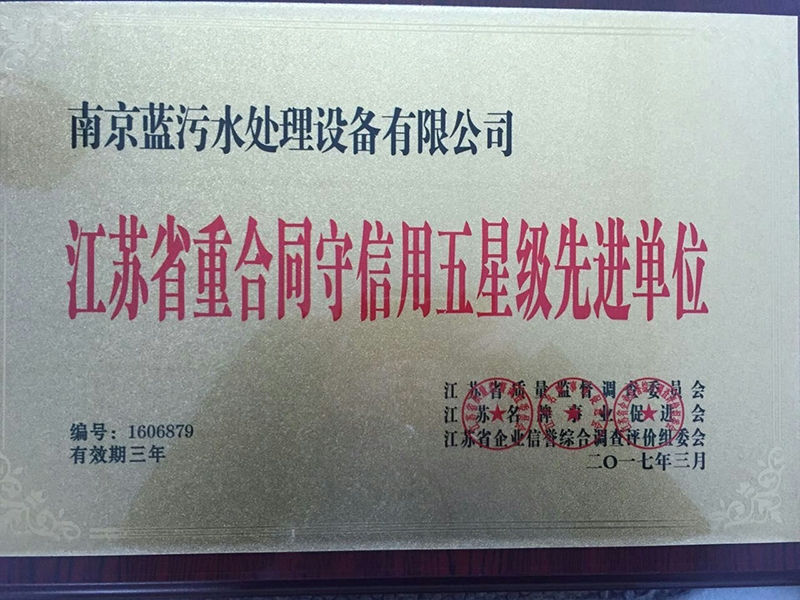 南京蓝污水处理设备有限公司
江苏省重合同守信用五星级先进单位
江苏省质量监督调查委员会
江苏名牌事业促进会
江苏省企业信誉综合调查评价组委会
二〇一七年三月
编号：1606879
有效期三年